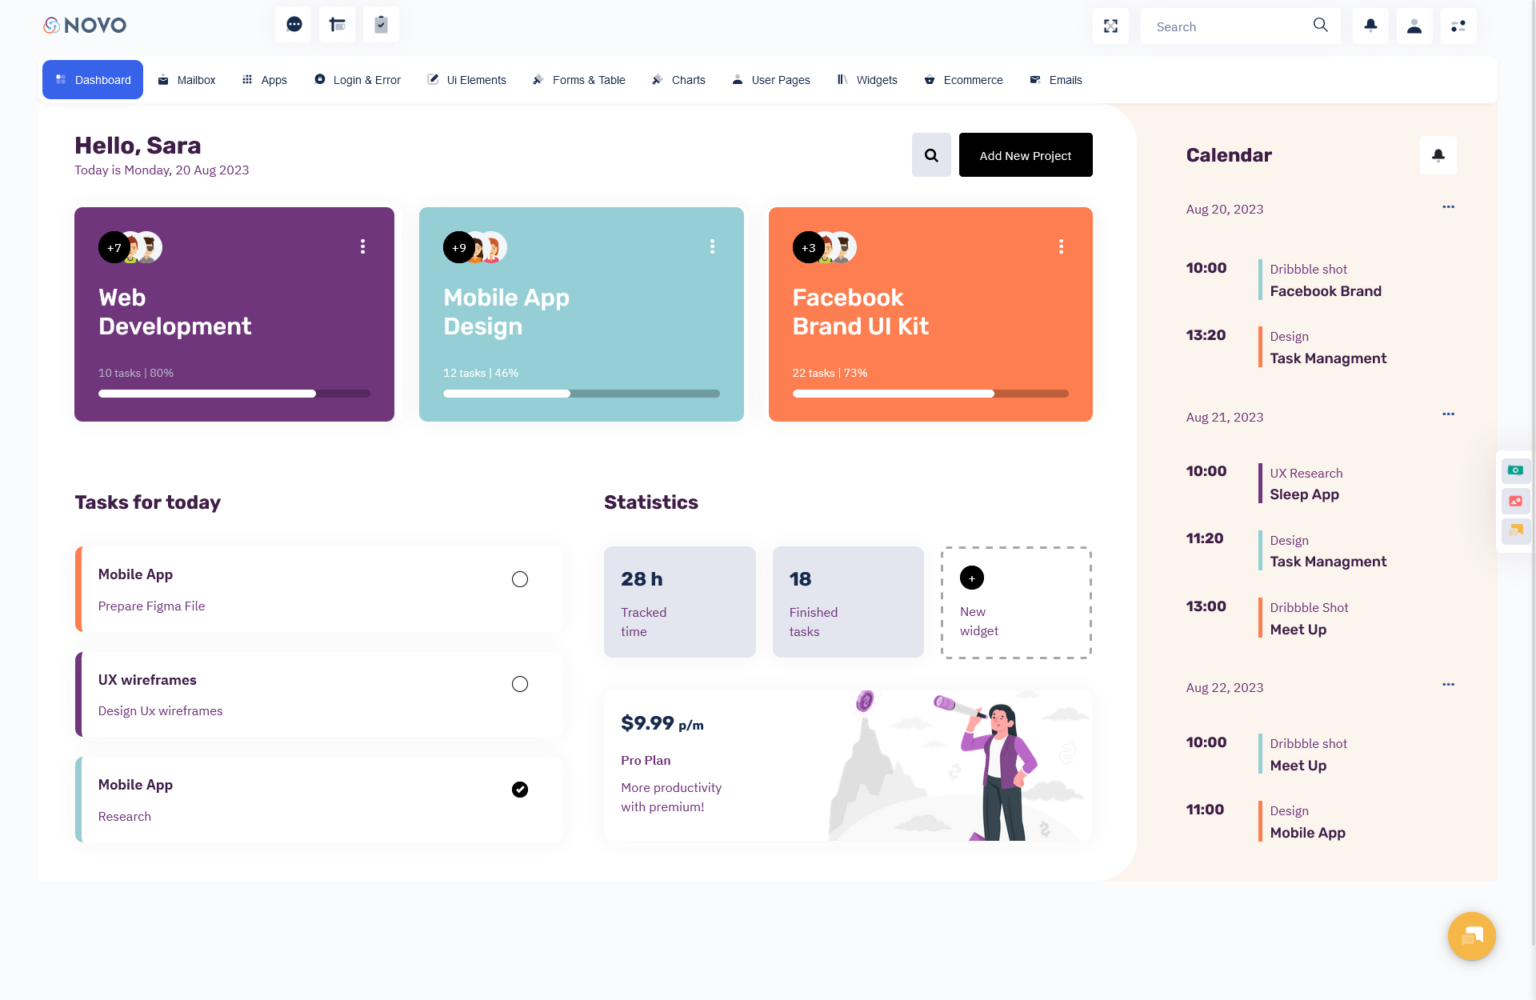 NOVO
Search
Dashboard
Mailbox
Apps
Login & Error
Ui Elements
Forms & Table
Charts
User Pages
Widgets
Ecommerce
Emails
Hello, Sara
Today is Monday, 20 Aug 2023
Add New Project
+7
Web
Development
10 tasks | 80%
+9
Mobile App
Design
12 tasks | 46%
+3
Facebook
Brand UI Kit
22 tasks | 73%
Tasks for today
Mobile App
Prepare Figma File
UX wireframes
Design Ux wireframes
Mobile App
Research
Statistics
28 h
Tracked
time
18
Finished
tasks
+
New
widget
$9.99 p/m
Pro Plan
More productivity
with premium!
Calendar
Aug 20, 2023
10:00
Dribbble shot
Facebook Brand
13:20
Design
Task Managment
Aug 21, 2023
10:00
UX Research
Sleep App
11:20
Design
Task Managment
13:00
Dribbble Shot
Meet Up
Aug 22, 2023
10:00
Dribbble shot
Meet Up
11:00
Design
Mobile App